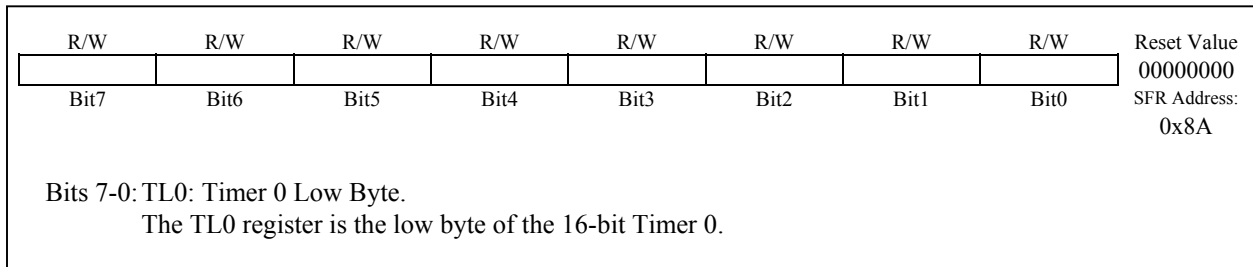 R/W R/W R/W R/W R/W R/W R/W R/W Reset Value
00000000
Bit7 Bit6 Bit5 Bit4 Bit3 Bit2 Bit1 Bit0 SFR Address:
0x8A
Bits 7-0: TL0: Timer 0 Low Byte.
The TL0 register is the low byte of the 16-bit Timer 0.